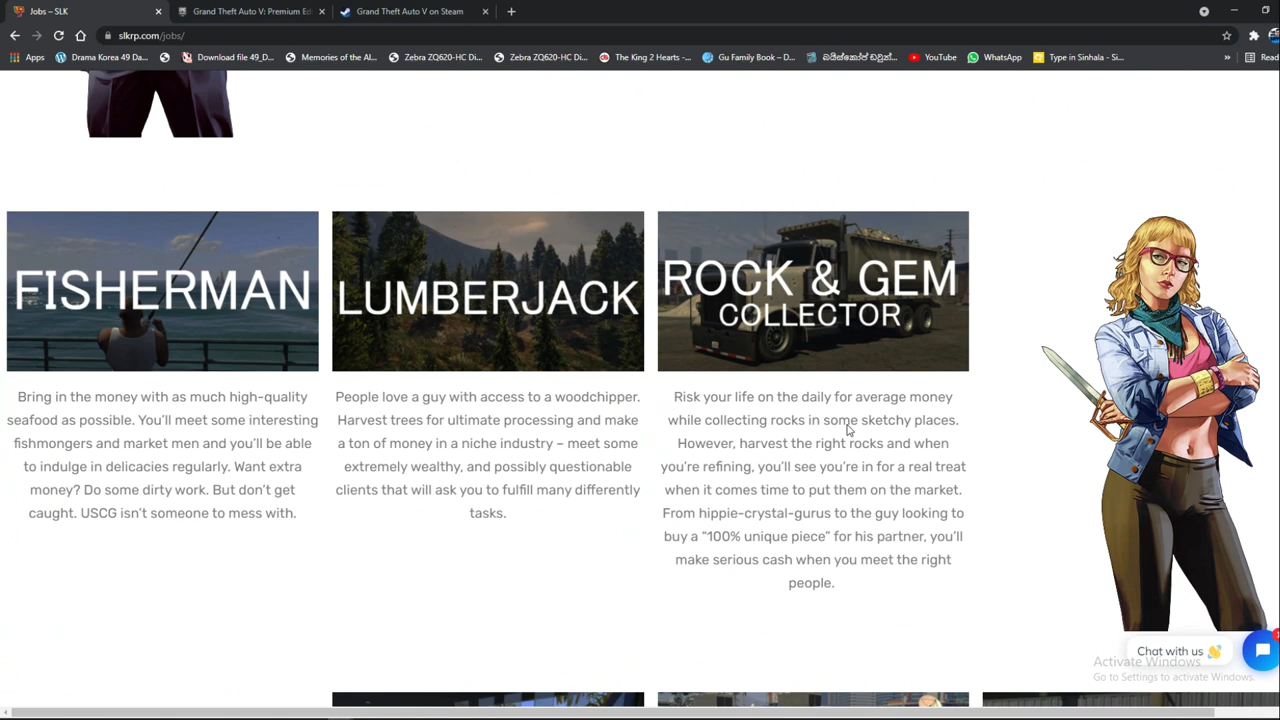 Jobs – SLK
Grand Theft Auto V: Premium Ed
Grand Theft Auto V on Steam
slkrp.com/jobs/
Apps
Drama Korea 49 Da...
Download file 49_D...
Memories of the Al...
Zebra ZQ620-HC Di...
Zebra ZQ620-HC Di...
The King 2 Hearts -...
Gu Family Book – D...
YouTube
WhatsApp
Type in Sinhala - Si...
»
Read
FISHERMAN
LUMBERJACK
ROCK & GEM
COLLECTOR
Bring in the money with as much high-quality
seafood as possible. You'll meet some interesting
fishmongers and market men and you'll be able
to indulge in delicacies regularly. Want extra
money? Do some dirty work. But don't get
caught. USCG isn't someone to mess with.
People love a guy with access to a woodchipper.
Harvest trees for ultimate processing and make
a ton of money in a niche industry – meet some
extremely wealthy, and possibly questionable
clients that will ask you to fulfill many differently
tasks.
Risk your life on the daily for average money
while collecting rocks in some sketchy places.
However, harvest the right rocks and when
you're refining, you'll see you're in for a real treat
when it comes time to put them on the market.
From hippie-crystal-gurus to the guy looking to
buy a “100% unique piece” for his partner, you'll
make serious cash when you meet the right
people.
Chat with us 👋
Activate Windows
Go to Settings to activate Windows.